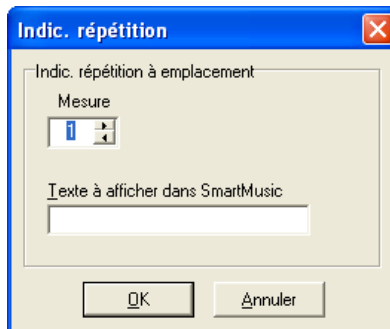 Indic. répétition
Indic. répétition à emplacement
Mesure
1
Texte à afficher dans SmartMusic
OK
Annuler